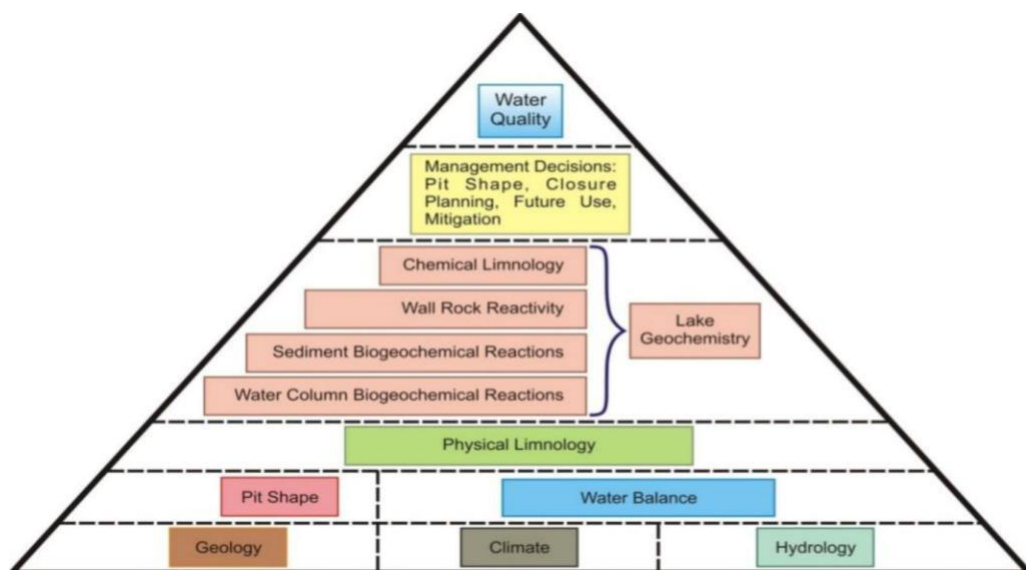 Water
Quality
Management Decisions:
Pit Shape, Closure
Planning, Future Use,
Mitigation
Chemical Limnology
Wall Rock Reactivity
Sediment Biogeochemical Reactions
Water Column Biogeochemical Reactions
Lake
Geochemistry
Physical Limnology
Pit Shape
Water Balance
Geology
Climate
Hydrology